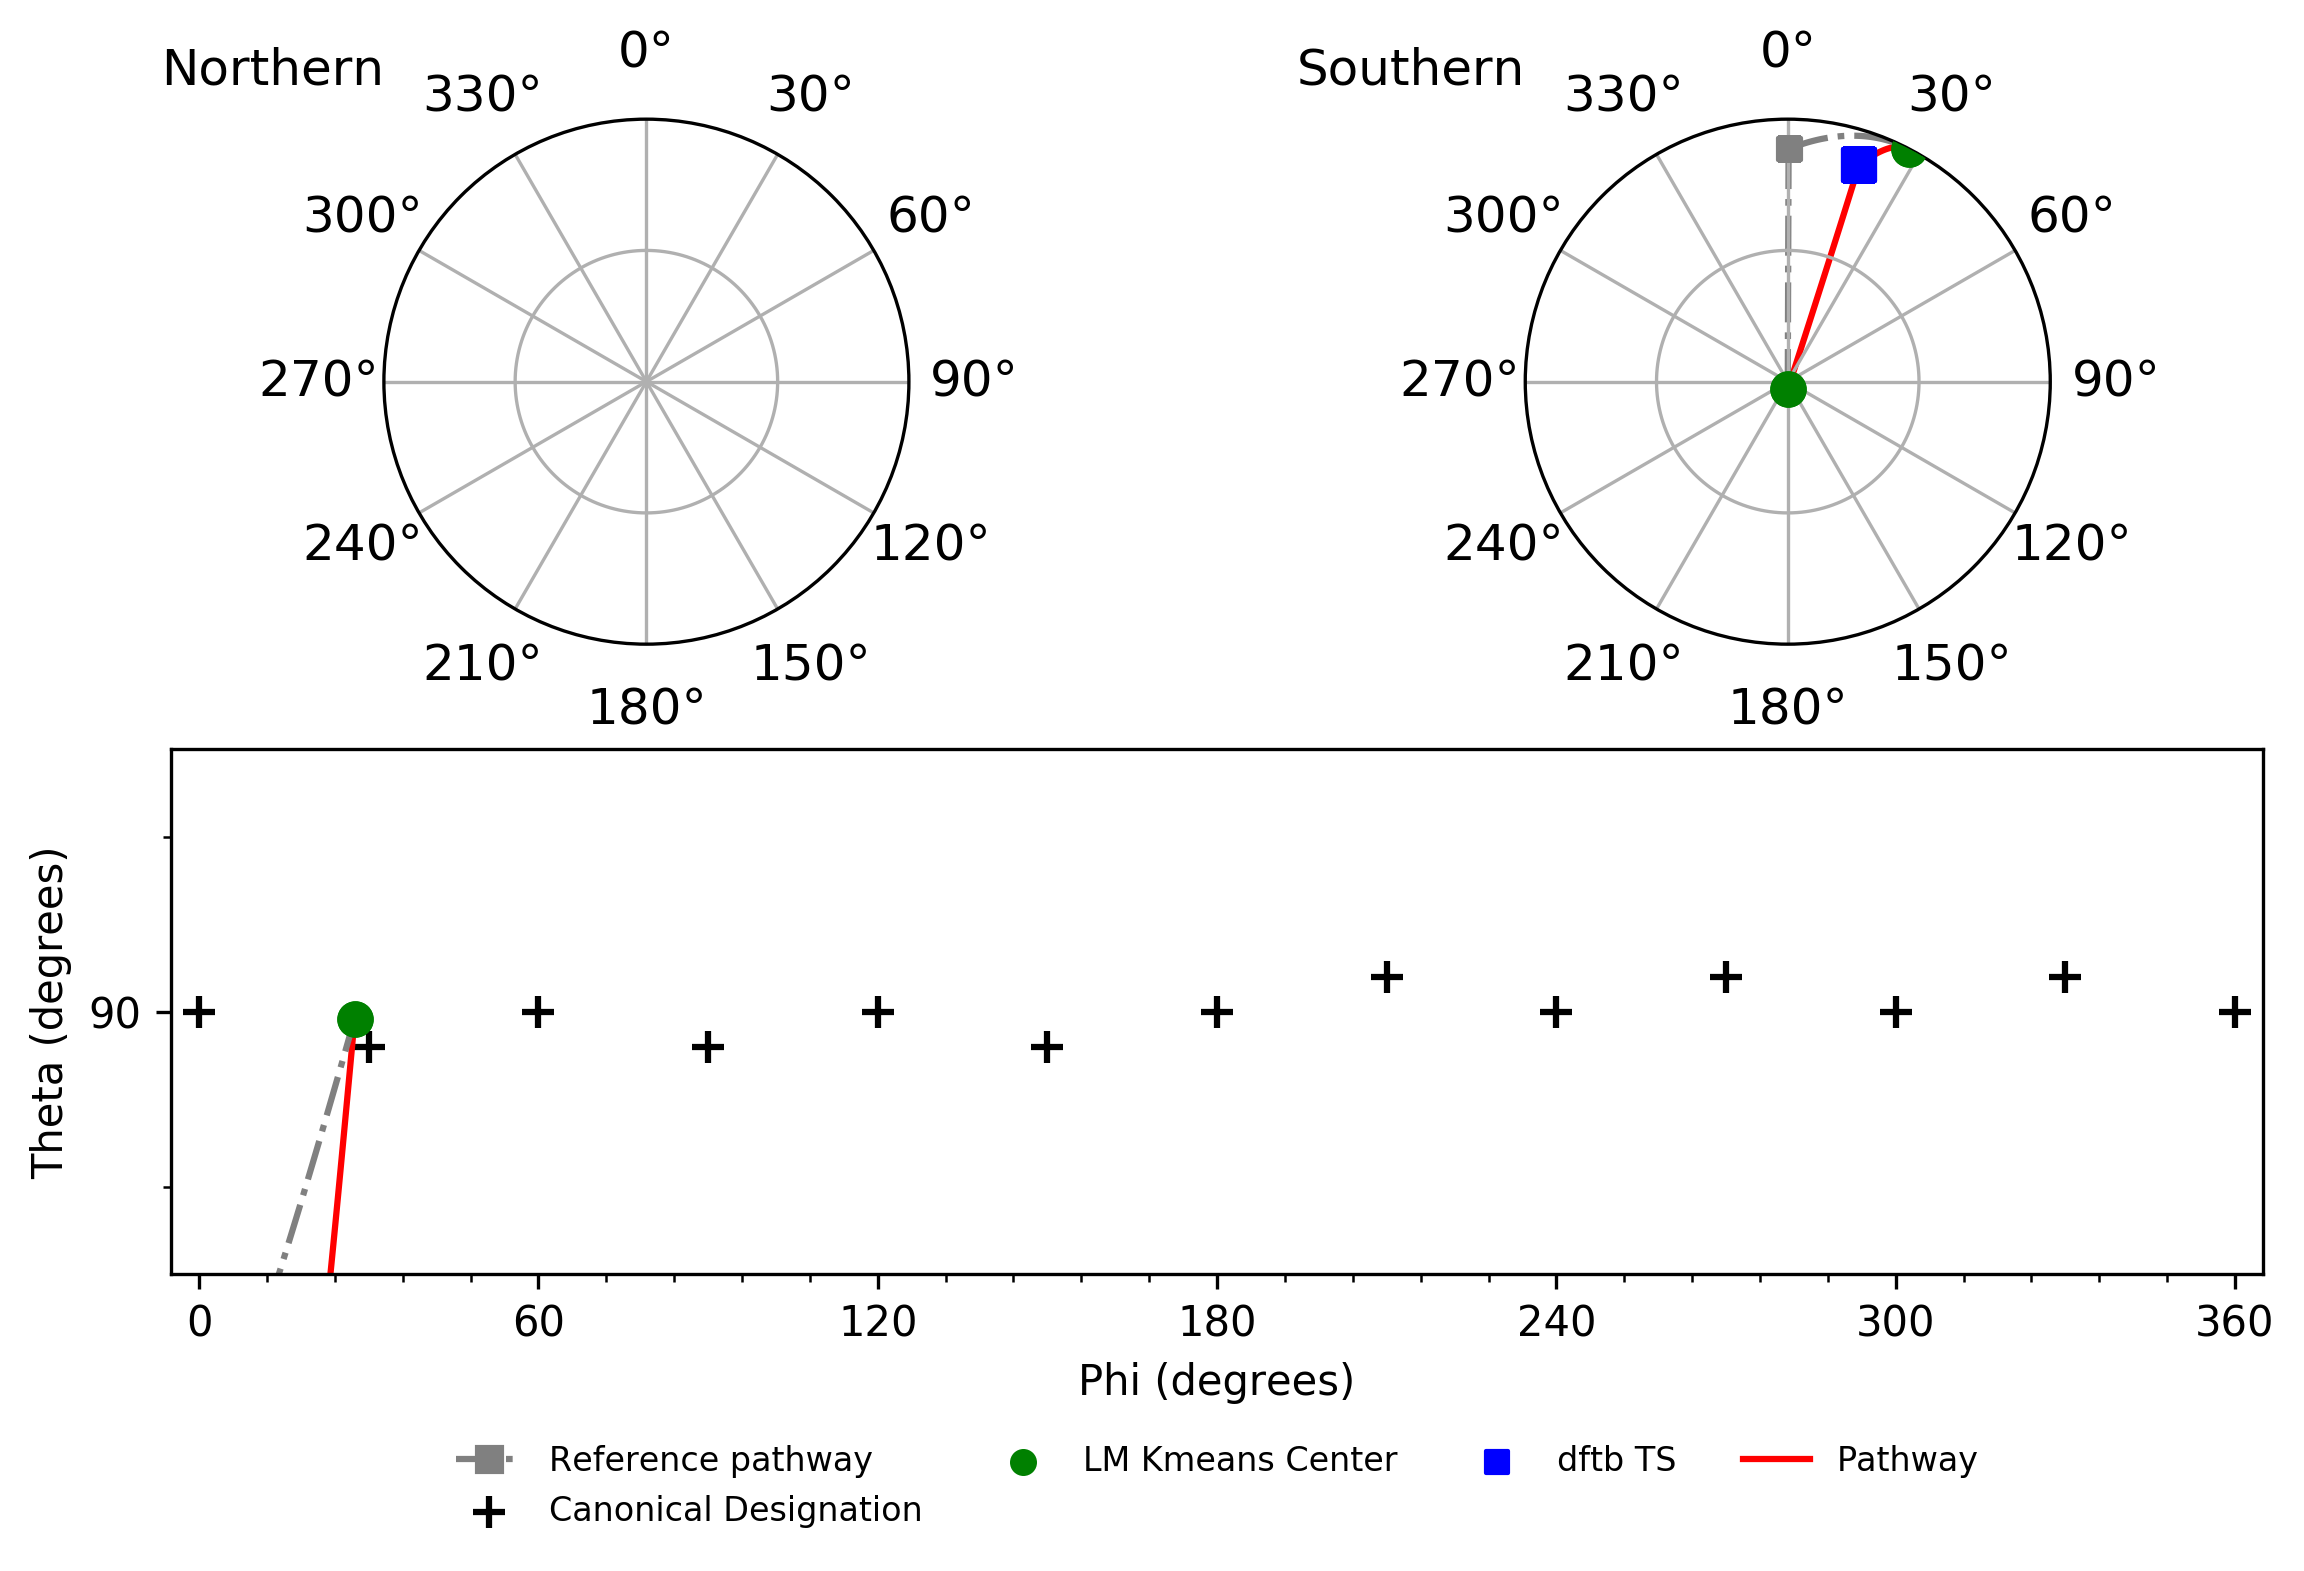 Northern
0°
30°
60°
90°
120°
150°
180°
210°
240°
270°
300°
330°
Southern
0°
30°
60°
90°
120°
150°
180°
210°
240°
270°
300°
330°
Theta (degrees)
90
0 60 120 180 240 300 360
Phi (degrees)
Reference pathway
Canonical Designation
LM Kmeans Center
dftb TS
Pathway